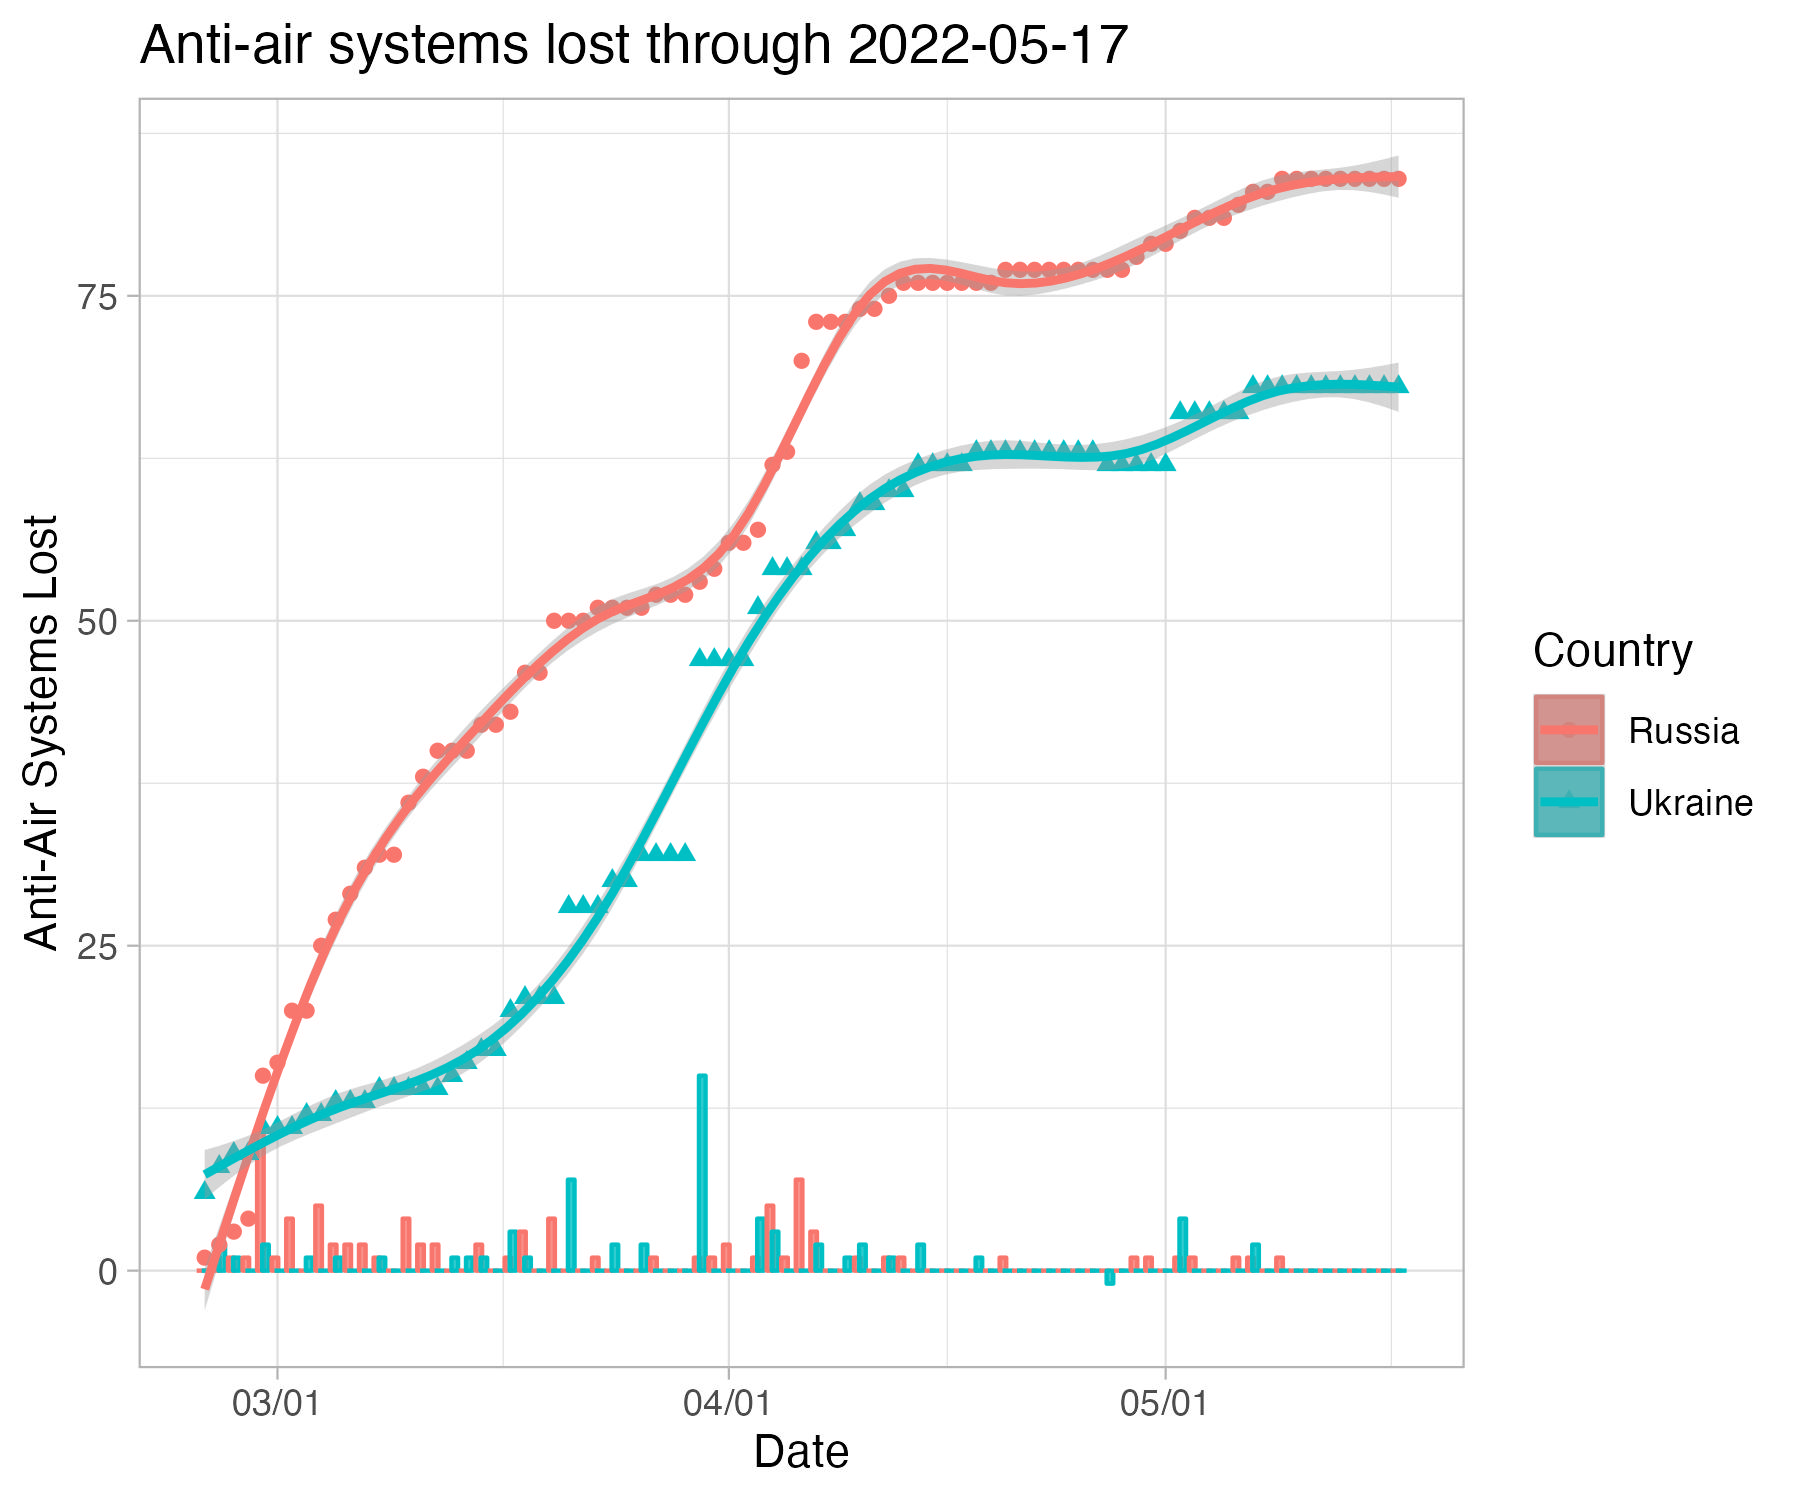 Anti-air systems lost through 2022-05-17
Anti-Air Systems Lost
75
50
25
0
03/01
04/01
05/01
Date
Country
Russia
Ukraine